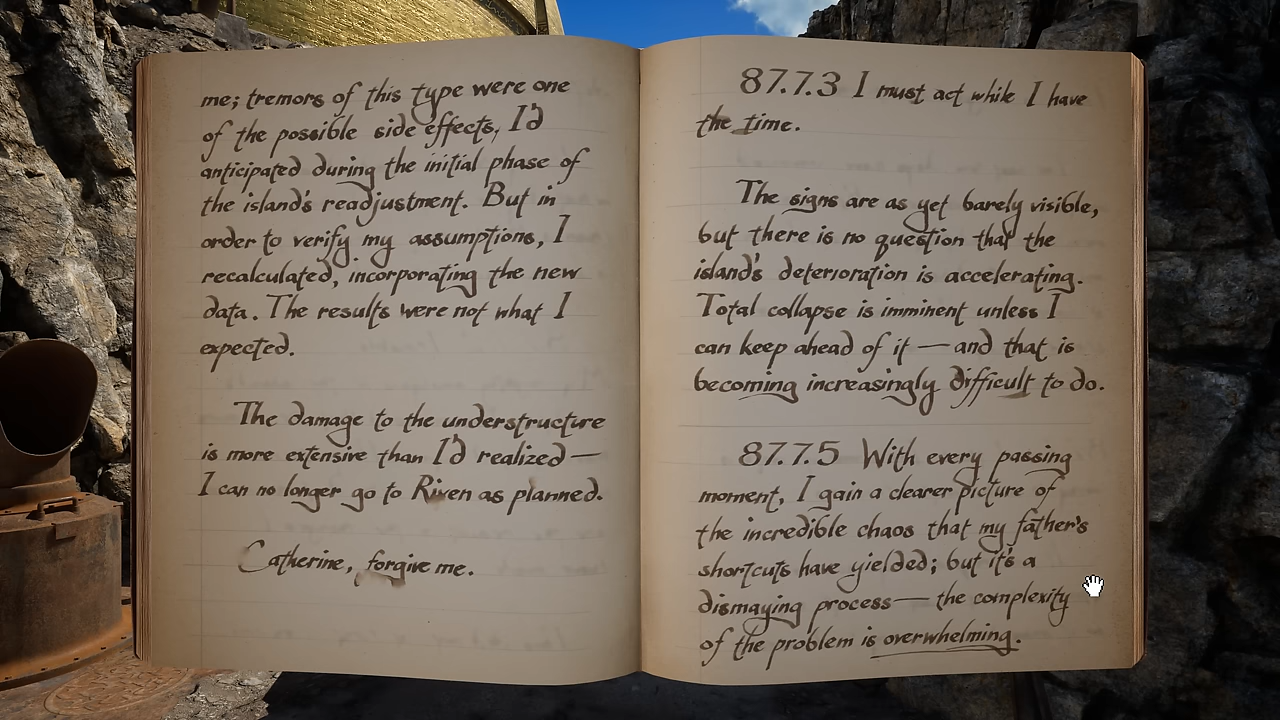 me; tremors of this type were one
of the possible side effects, I'd
anticipated during the initial phase of
the island's readjustment. But in
order to verify my assumptions, I
recalculated, incorporating the new
data. The results were not what I
expected.
The damage to the understructure
is more extensive than I'd realized —
I can no longer go to Riven as planned.
Catherine, forgive me.
87.7.3 I must act while I have
the time.
The signs are as yet barely visible,
but there is no question that the
island's deterioration is accelerating.
Total collapse is imminent unless I
can keep ahead of it — and that is
becoming increasingly difficult to do.
87.7.5 With every passing
moment, I gain a clearer picture of
the incredible chaos that my father's
shortcuts have yielded; but it's a
dismaying process — the complexity
of the problem is overwhelming.